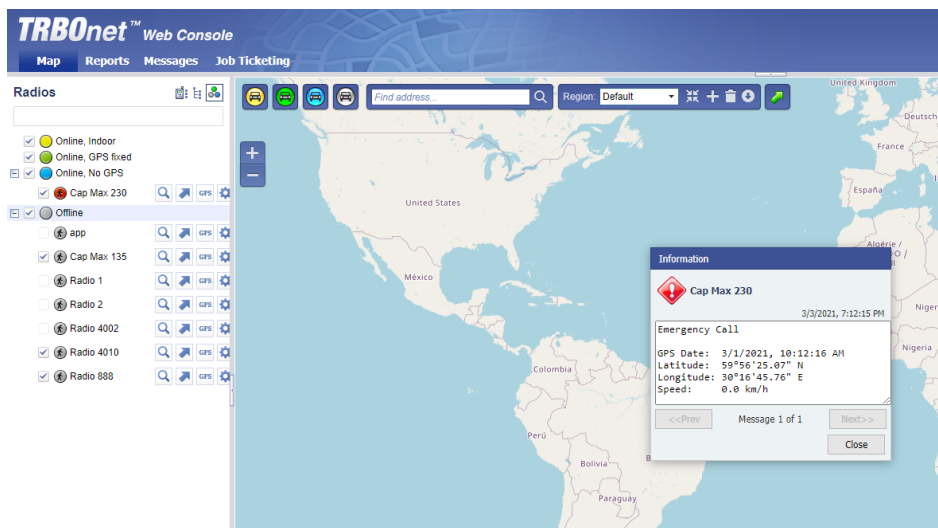 TRBOnet™ Web Console
Map Reports Messages Job Ticketing
Radios
Find address...
Region: Default
Online, Indoor
Online, GPS fixed
Online, No GPS
Cap Max 230 GPS
Offline
app GPS
Cap Max 135 GPS
Radio 1 GPS
Radio 2 GPS
Radio 4002 GPS
Radio 4010 GPS
Radio 888 GPS
United Kingdom
Deutsch
France
España
United States
México
Niger
Nigeria
Colombia
Perú
Bolivia
Paraguay
Information
Cap Max 230
3/3/2021, 7:12:15 PM
Emergency Call
GPS Date: 3/1/2021, 10:12:16 AM
Latitude: 59°56'25.07" N
Longitude: 30°16'45.76" E
Speed: 0.0 km/h
<<Prev Message 1 of 1 Next>>
Close